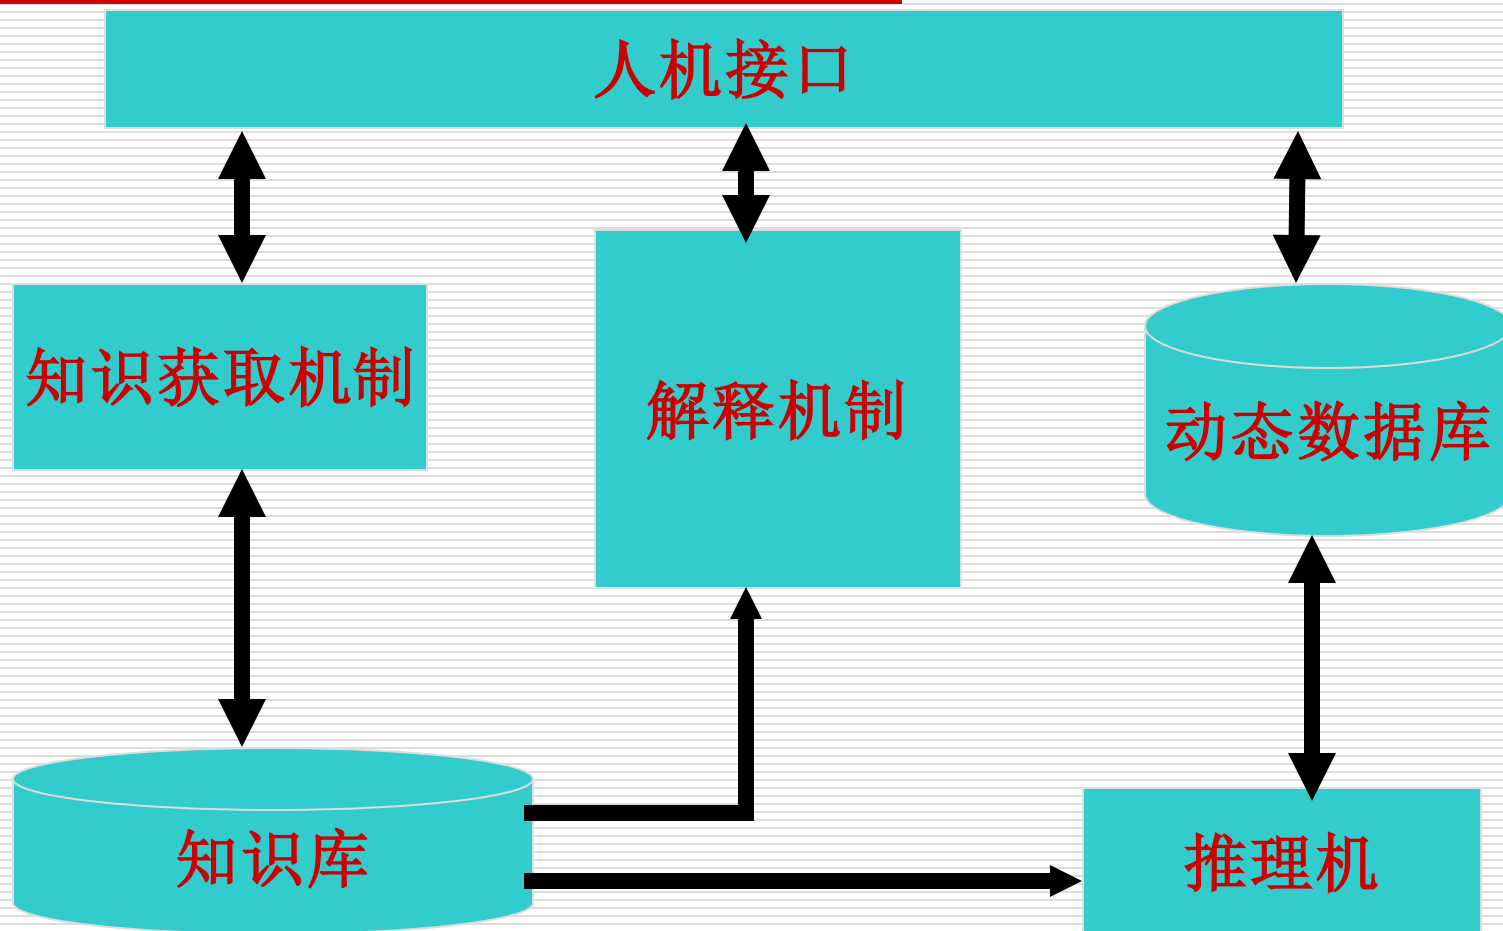 人机接口
知识获取机制
解释机制
动态数据库
知识库
推理机